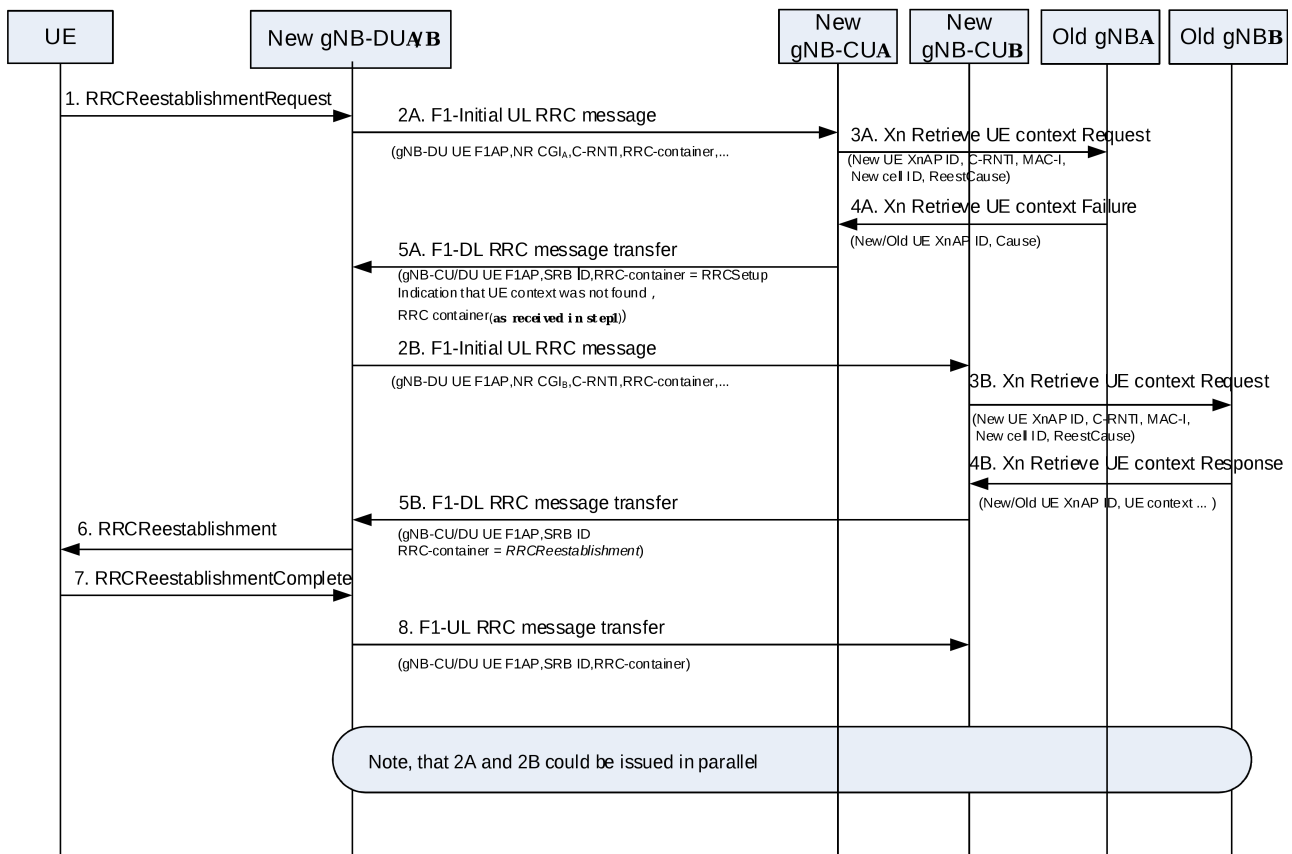 UE
New gNB-DUA/B
New
gNB-CUA
New
gNB-CUB
Old gNBA
Old gNBB
1. RRCReestablishmentRequest
2A. F1-Initial UL RRC message
(gNB-DU UE F1AP,NR CGIA,C-RNTI,RRC-container,...
3A. Xn Retrieve UE context Request
(New UE XnAP ID, C-RNTI, MAC-I,
New cell ID, ReestCause)
4A. Xn Retrieve UE context Failure
(New/Old UE XnAP ID, Cause)
5A. F1-DL RRC message transfer
(gNB-CU/DU UE F1AP,SRB ID,RRC-container = RRCSetup
Indication that UE context was not found ,
RRC container(as received in step1))
2B. F1-Initial UL RRC message
(gNB-DU UE F1AP,NR CGIB,C-RNTI,RRC-container,...
3B. Xn Retrieve UE context Request
(New UE XnAP ID, C-RNTI, MAC-I,
New cell ID, ReestCause)
4B. Xn Retrieve UE context Response
(New/Old UE XnAP ID, UE context ... )
5B. F1-DL RRC message transfer
(gNB-CU/DU UE F1AP,SRB ID
RRC-container = RRCReestablishment)
6. RRCReestablishment
7. RRCReestablishmentComplete
8. F1-UL RRC message transfer
(gNB-CU/DU UE F1AP,SRB ID,RRC-container)
Note, that 2A and 2B could be issued in parallel